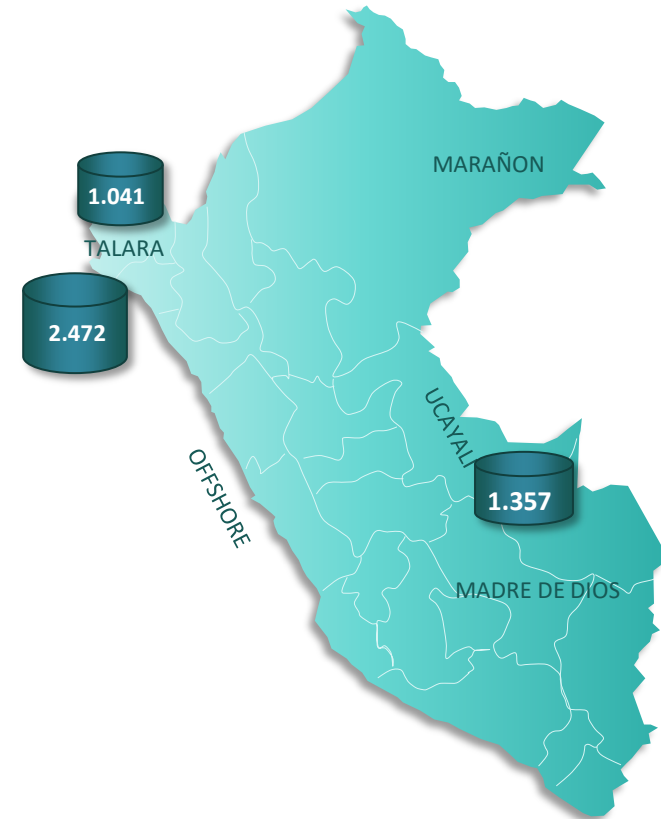 MARAÑON
1.041
TALARA
2.472
UCAYALI
OFFSHORE
1.357
MADRE DE DIOS